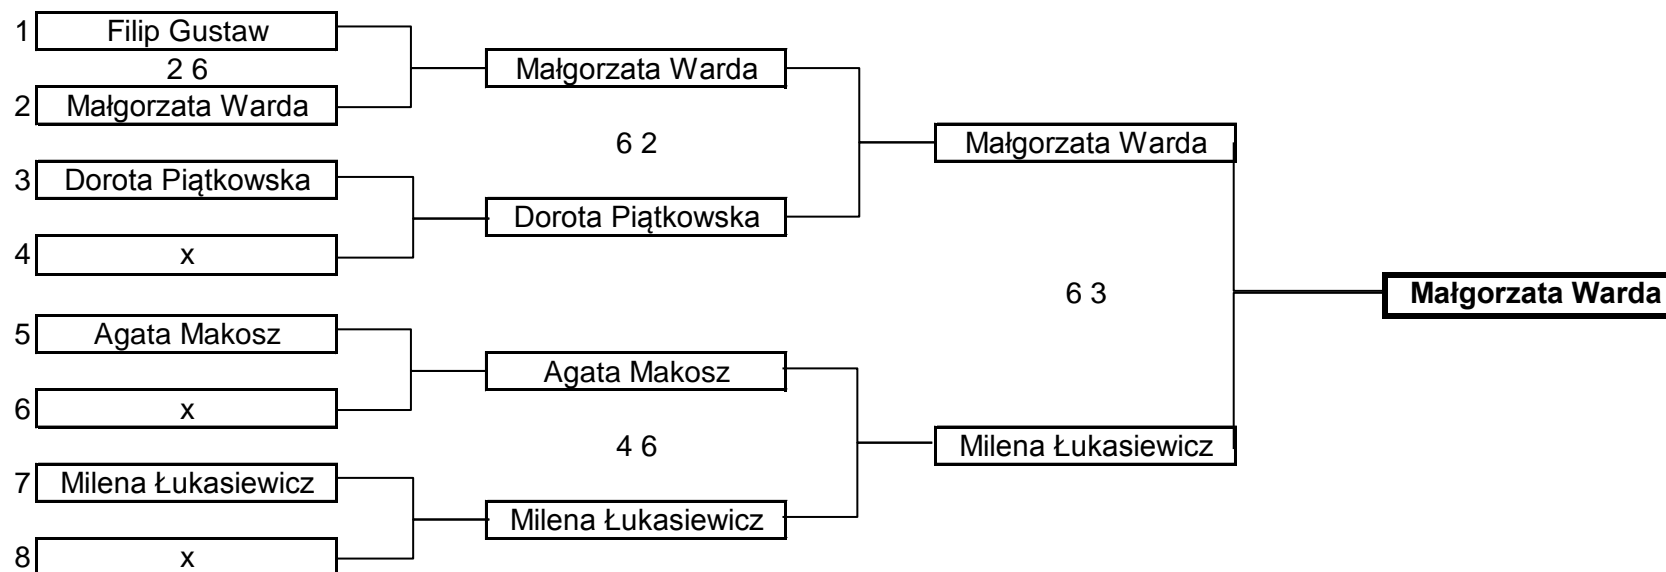 1 Filip Gustaw
2 6
2 Małgorzata Warda
3 Dorota Piątkowska
4 x
5 Agata Makosz
6 x
7 Milena Łukasiewicz
8 x
Małgorzata Warda
6 2
Dorota Piątkowska
Agata Makosz
4 6
Milena Łukasiewicz
Małgorzata Warda
6 3
Milena Łukasiewicz
Małgorzata Warda